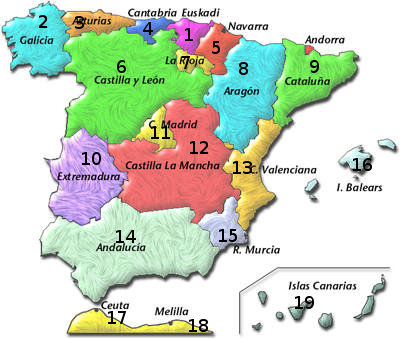 Cantabria Euskadi
2 3 4 1 Navarra
Asturias
Galicia 5 Andorra
6 La Rioja 7 8 9
Castilla y León Aragón Cataluña
C. Madrid
11 12
10 Castilla La Mancha 13 C. Valenciana 16
Extremadura I. Balears
14 15
Andalucía R. Murcia
Islas Canarias
Ceuta Melilla 19
17 18